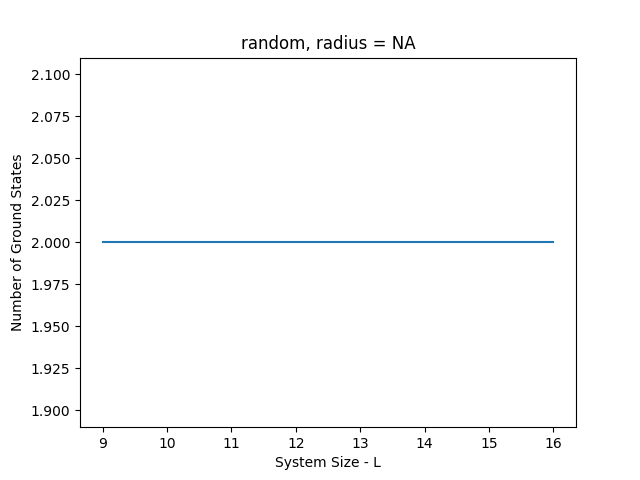 random, radius = NA
Number of Ground States
2.100
2.075
2.050
2.025
2.000
1.975
1.950
1.925
1.900
9 10 11 12 13 14 15 16
System Size - L